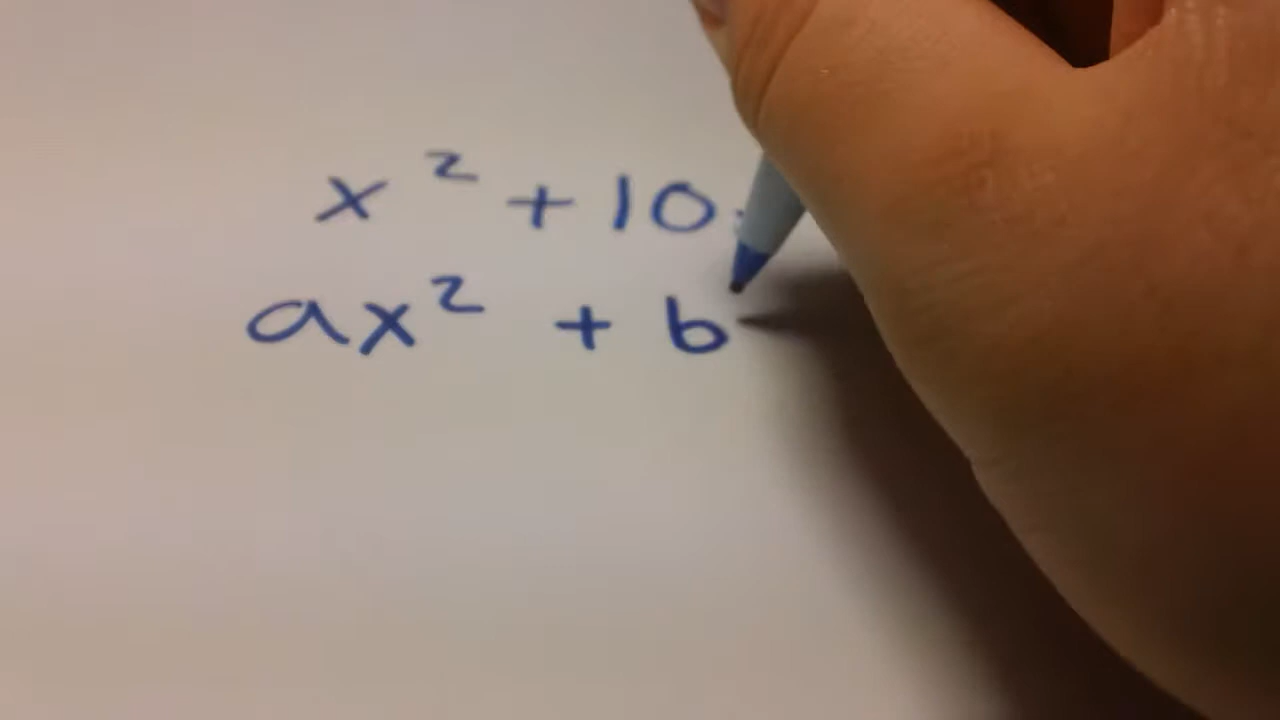 x² + 10
ax² + b